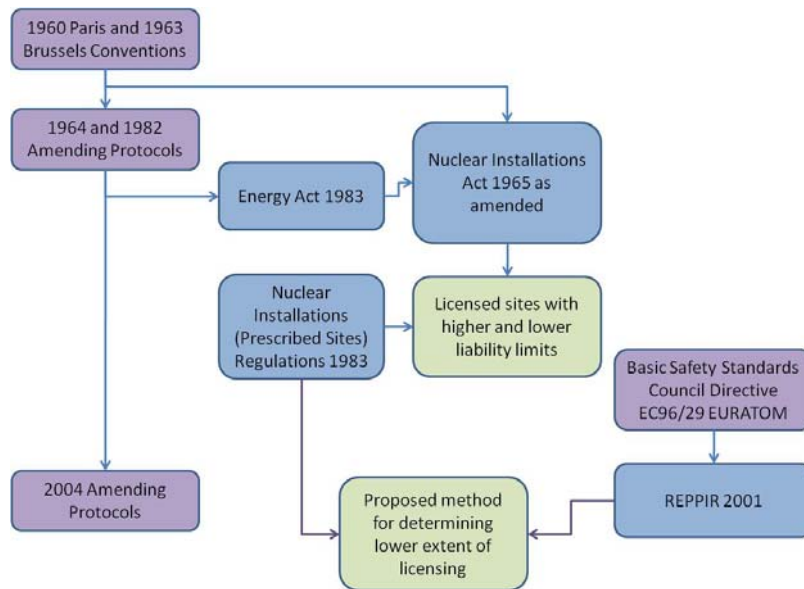 1960 Paris and 1963
Brussels Conventions
1964 and 1982
Amending Protocols
Energy Act 1983
Nuclear Installations
Act 1965 as
amended
Nuclear
Installations
(Prescribed Sites)
Regulations 1983
Licensed sites with
higher and lower
liability limits
Basic Safety Standards
Council Directive
EC96/29 EURATOM
2004 Amending
Protocols
Proposed method
for determining
lower extent of
licensing
REPPIR 2001